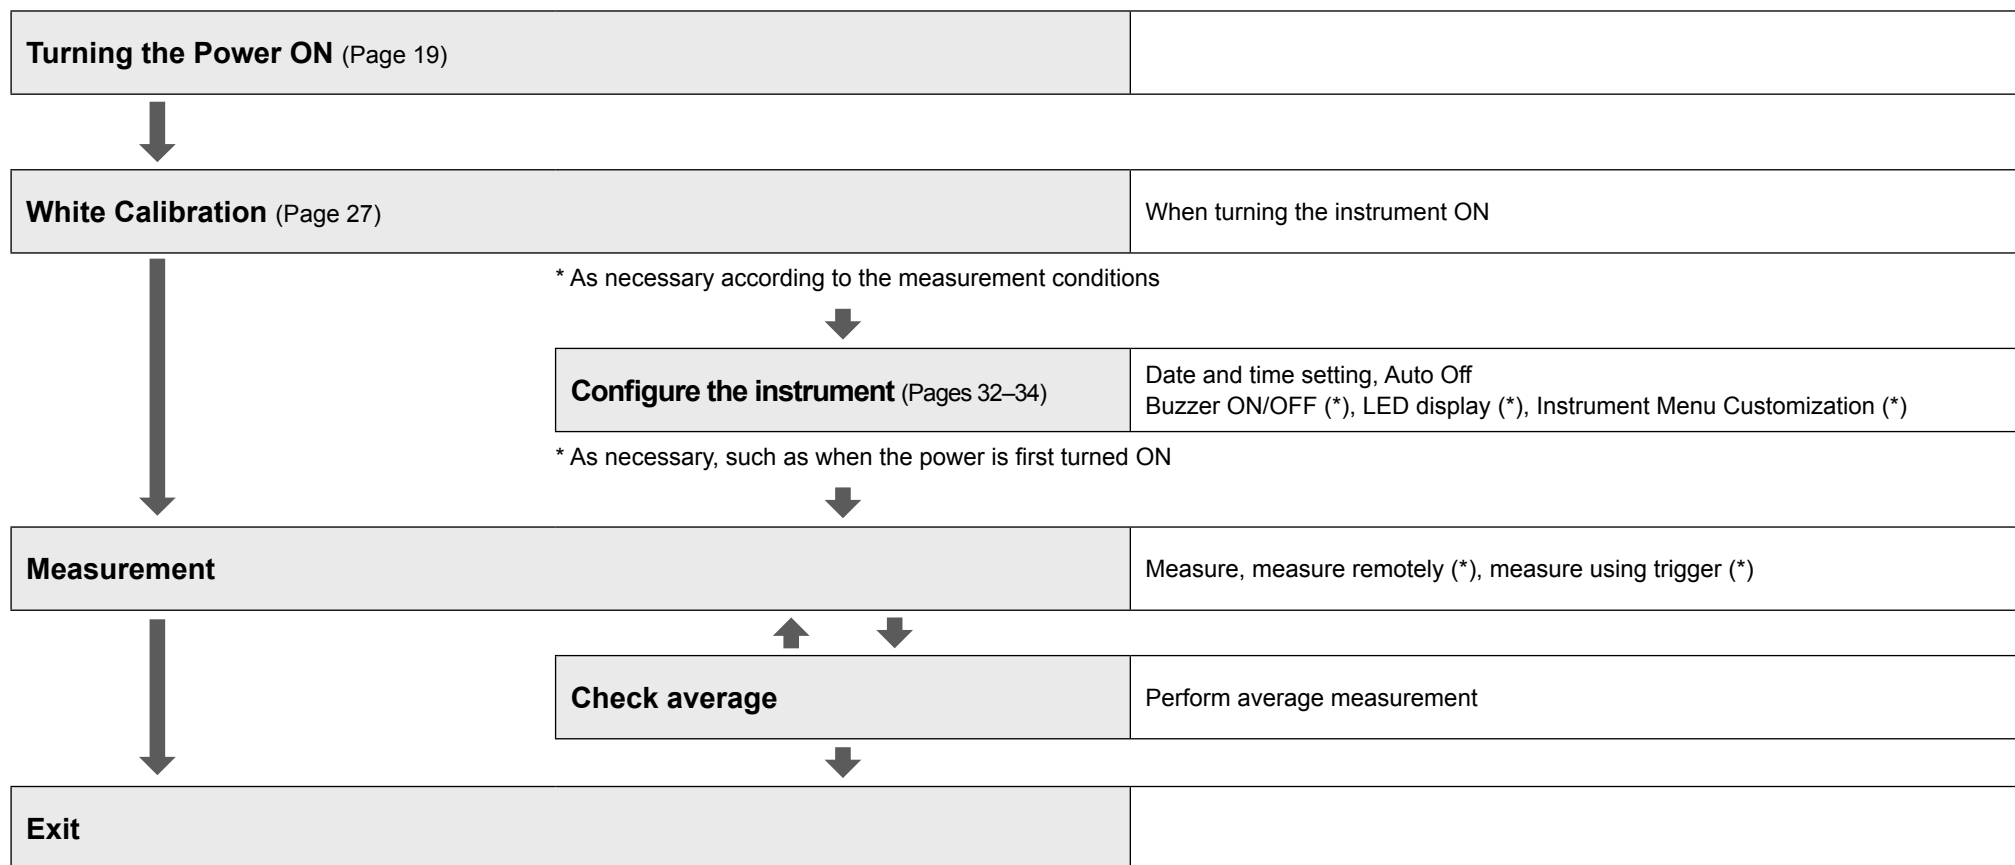 Turning the Power ON (Page 19)
White Calibration (Page 27)
When turning the instrument ON
* As necessary according to the measurement conditions
Configure the instrument (Pages 32–34)
Date and time setting, Auto Off
Buzzer ON/OFF (*), LED display (*), Instrument Menu Customization (*)
* As necessary, such as when the power is first turned ON
Measurement
Measure, measure remotely (*), measure using trigger (*)
Check average
Perform average measurement
Exit